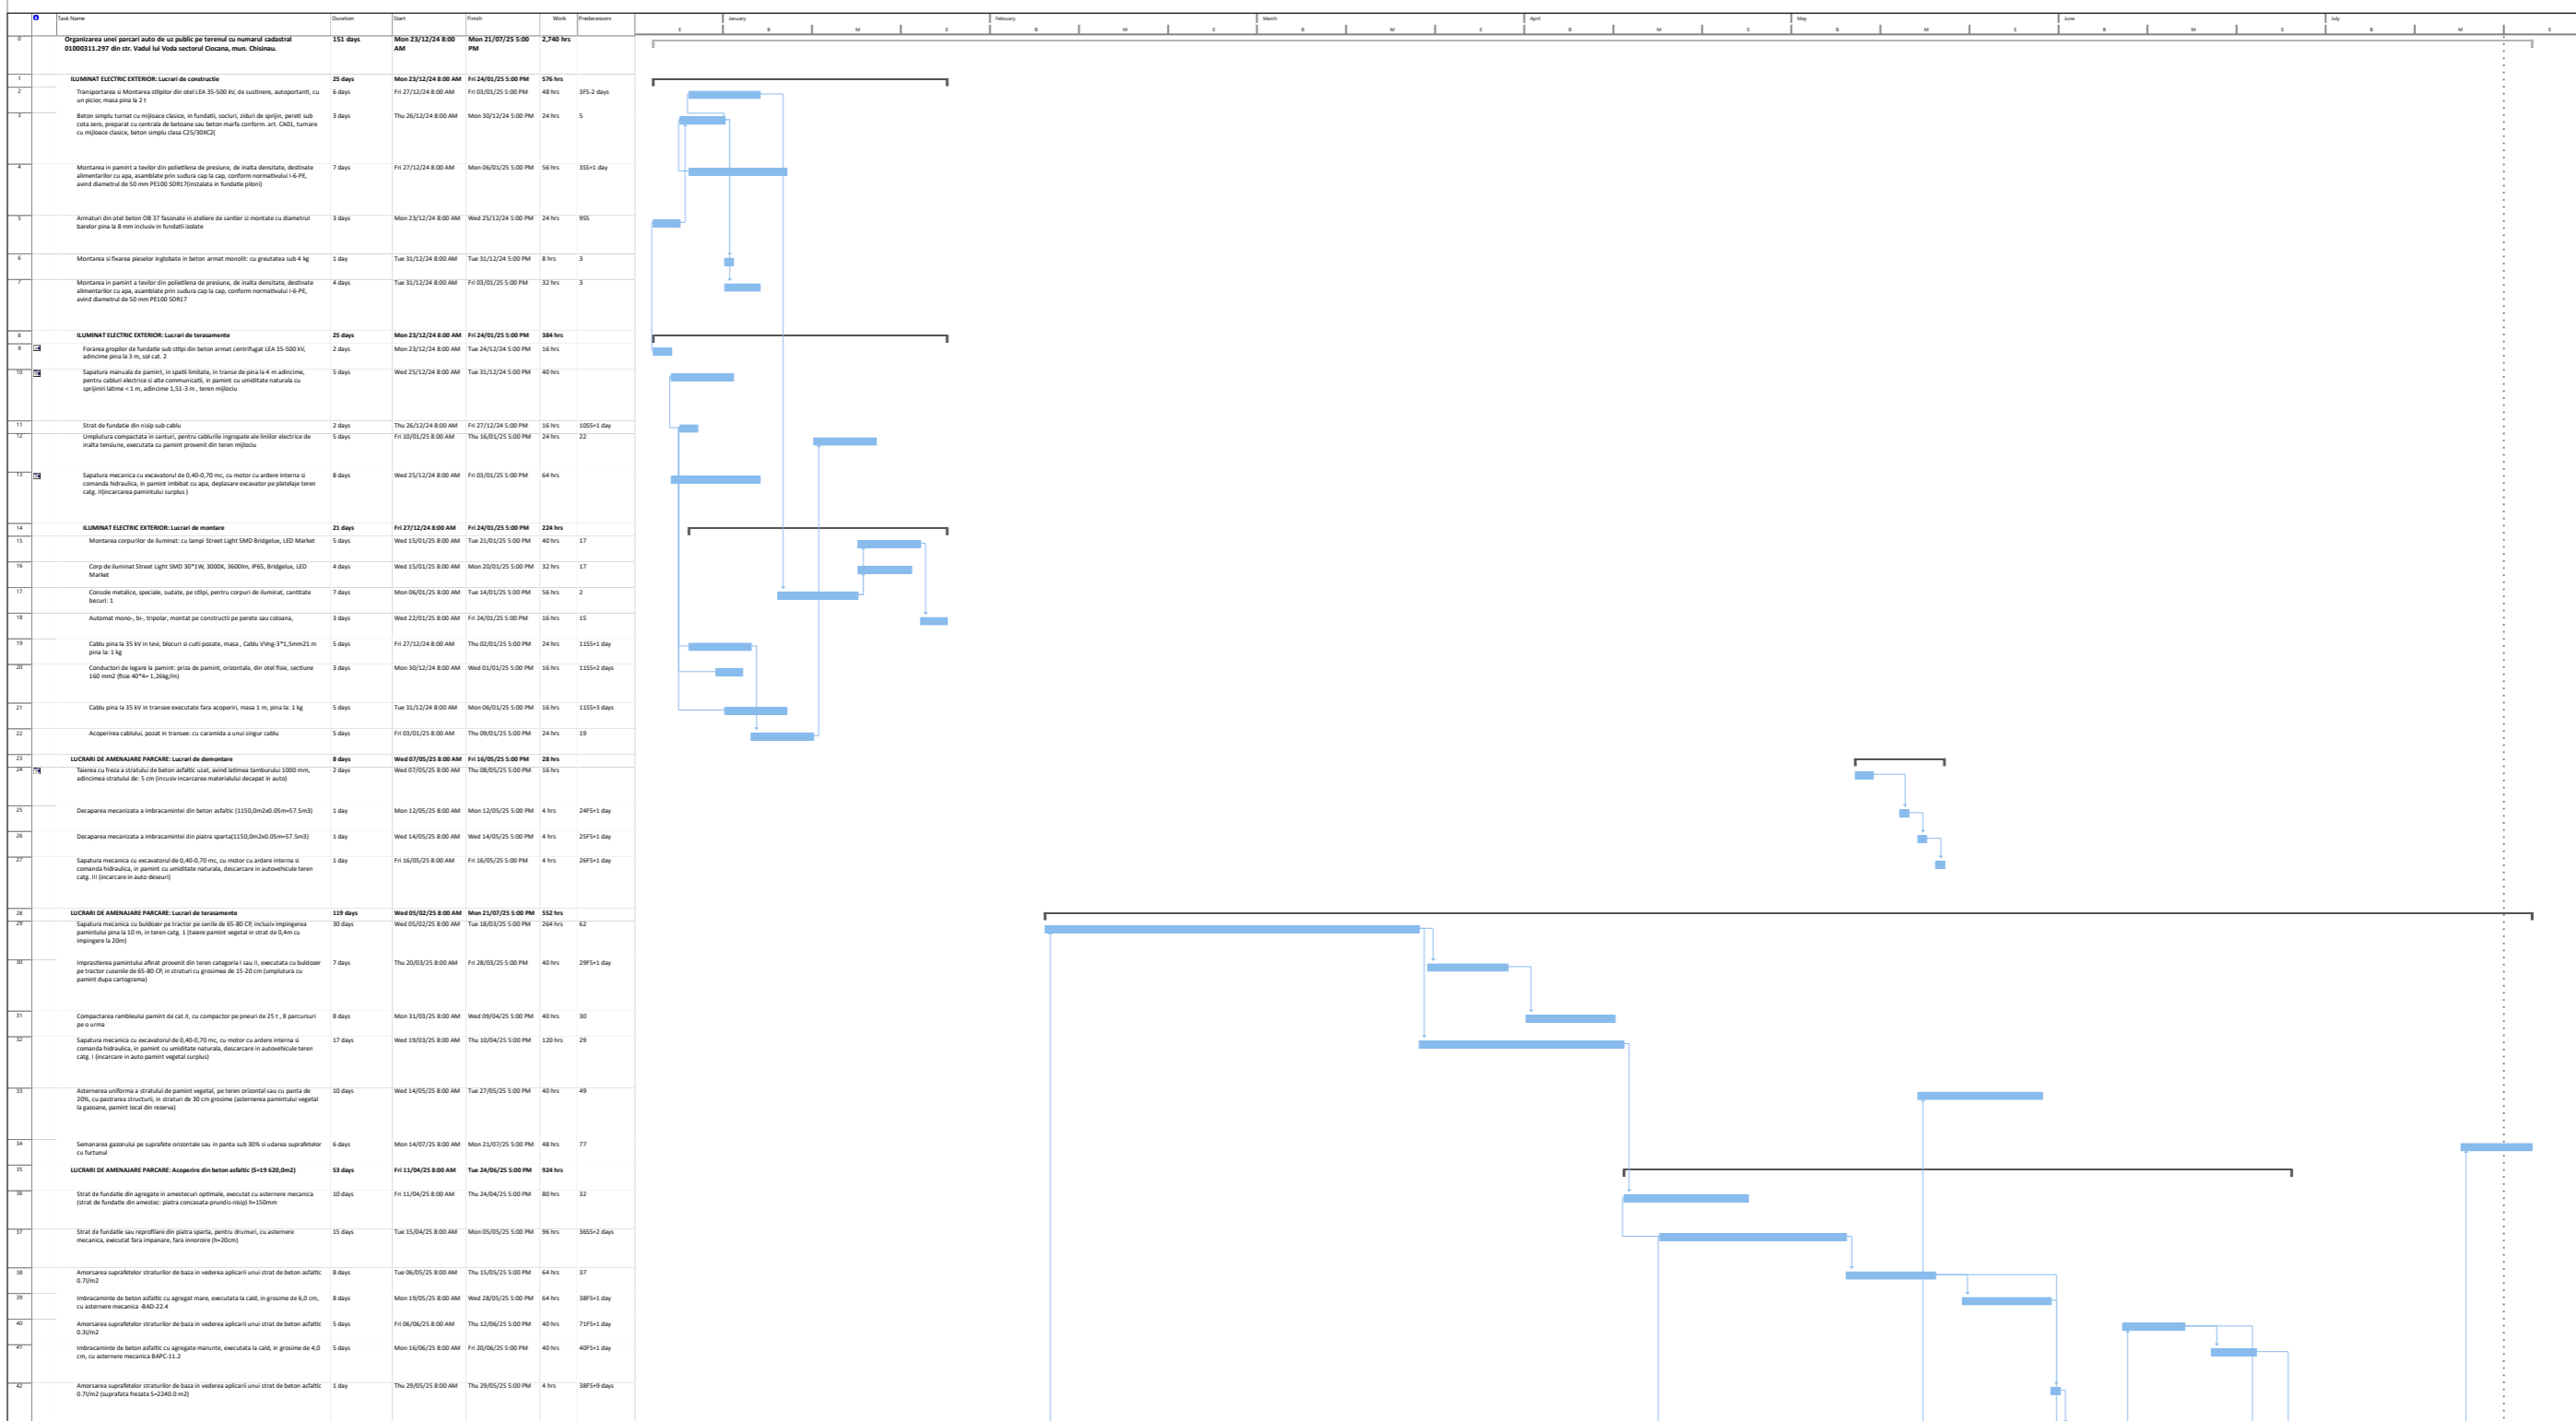 Task Name Duration Start Finish Work Predecessors
January February March April May June July
E B M E B M E B M E B M E B M E B M E B M E
0 Organizarea unei parcari auto de uz public pe terenul cu numarul cadastral 151 days Mon 23/12/24 8:00 Mon 21/07/25 5:00 2,740 hrs
01000311.297 din str. Vadul lui Voda sectorul Ciocana, mun. Chisinau. AM PM
1 ILUMINAT ELECTRIC EXTERIOR: Lucrari de constructie 25 days Mon 23/12/24 8:00 AM Fri 24/01/25 5:00 PM 576 hrs
2 Transportarea si Montarea stilpilor din otel LEA 35-500 kV, de sustinere, autoportanti, cu 6 days Fri 27/12/24 8:00 AM Fri 03/01/25 5:00 PM 48 hrs 3FS-2 days
un picior, masa pina la 2 t
3 Beton simplu turnat cu mijloace clasice, in fundatii, socluri, ziduri de sprijin, pereti sub 3 days Thu 26/12/24 8:00 AM Mon 30/12/24 5:00 PM 24 hrs 5
cota zero, preparat cu centrala de betoane sau beton marfa conform. art. CA01, turnare
cu mijloace clasice, beton simplu clasa C25/30XC2(
4 Montarea in pamint a tevilor din polietilena de presiune, de inalta densitate, destinate 7 days Fri 27/12/24 8:00 AM Mon 06/01/25 5:00 PM 56 hrs 3SS+1 day
alimentarilor cu apa, asamblate prin sudura cap la cap, conform normativului I-6-PE,
avind diametrul de 50 mm PE100 SDR17(instalata in fundatie piloni)
5 Armaturi din otel beton OB 37 fasonate in ateliere de santier si montate cu diametrul 3 days Mon 23/12/24 8:00 AM Wed 25/12/24 5:00 PM 24 hrs 9SS
barelor pina la 8 mm inclusiv in fundatii izolate
6 Montarea si fixarea pieselor inglobate in beton armat monolit: cu greutatea sub 4 kg 1 day Tue 31/12/24 8:00 AM Tue 31/12/24 5:00 PM 8 hrs 3
7 Montarea in pamint a tevilor din polietilena de presiune, de inalta densitate, destinate 4 days Tue 31/12/24 8:00 AM Fri 03/01/25 5:00 PM 32 hrs 3
alimentarilor cu apa, asamblate prin sudura cap la cap, conform normativului I-6-PE,
avind diametrul de 50 mm PE100 SDR17
8 ILUMINAT ELECTRIC EXTERIOR: Lucrari de terasamente 25 days Mon 23/12/24 8:00 AM Fri 24/01/25 5:00 PM 384 hrs
9 Forarea gropilor de fundatie sub stilpi din beton armat centrifugat LEA 35-500 kV, 2 days Mon 23/12/24 8:00 AM Tue 24/12/24 5:00 PM 16 hrs
adincime pina la 3 m, sol cat. 2
10 Sapatura manuala de pamint, in spatii limitate, in transe de pina la 4 m adincime, 5 days Wed 25/12/24 8:00 AM Tue 31/12/24 5:00 PM 40 hrs
pentru cabluri electrice si alte communicatii, in pamint cu umiditate naturala cu
sprijiniri latime < 1 m, adincime 1,51-3 m , teren mijlociu
11 Strat de fundatie din nisip sub cablu 2 days Thu 26/12/24 8:00 AM Fri 27/12/24 5:00 PM 16 hrs 10SS+1 day
12 Umplutura compactata in santuri, pentru cablurile ingropate ale liniilor electrice de 5 days Fri 10/01/25 8:00 AM Thu 16/01/25 5:00 PM 24 hrs 22
inalta tensiune, executata cu pamint provenit din teren mijlociu
13 Sapatura mecanica cu excavatorul de 0,40-0,70 mc, cu motor cu ardere interna si 8 days Wed 25/12/24 8:00 AM Fri 03/01/25 5:00 PM 64 hrs
comanda hidraulica, in pamint imbibat cu apa, deplasare excavator pe platelaje teren
catg. II(incarcarea pamintului surplus )
14 ILUMINAT ELECTRIC EXTERIOR: Lucrari de montare 21 days Fri 27/12/24 8:00 AM Fri 24/01/25 5:00 PM 224 hrs
15 Montarea corpurilor de iluminat: cu lampi Street Light SMD Bridgelux, LED Market 5 days Wed 15/01/25 8:00 AM Tue 21/01/25 5:00 PM 40 hrs 17
16 Corp de iluminat Street Light SMD 30*1W, 3000K, 3600lm, IP65, Bridgelux, LED 4 days Wed 15/01/25 8:00 AM Mon 20/01/25 5:00 PM 32 hrs 17
Market
17 Console metalice, speciale, sudate, pe stilpi, pentru corpuri de iluminat, cantitate 7 days Mon 06/01/25 8:00 AM Tue 14/01/25 5:00 PM 56 hrs 2
becuri: 1
18 Automat mono-, bi-, tripolar, montat pe constructii pe perete sau coloana, 3 days Wed 22/01/25 8:00 AM Fri 24/01/25 5:00 PM 16 hrs 15
19 Cablu pina la 35 kV in tevi, blocuri si cutii pozate, masa , Cablu VVng-3*1,5mm21 m 5 days Fri 27/12/24 8:00 AM Thu 02/01/25 5:00 PM 24 hrs 11SS+1 day
pina la: 1 kg
20 Conductori de legare la pamint: priza de pamint, orizontala, din otel fisie, sectiune 3 days Mon 30/12/24 8:00 AM Wed 01/01/25 5:00 PM 16 hrs 11SS+2 days
160 mm2 (fisie 40*4= 1,26kg/m)
21 Cablu pina la 35 kV in transee executate fara acoperiri, masa 1 m, pina la: 1 kg 5 days Tue 31/12/24 8:00 AM Mon 06/01/25 5:00 PM 16 hrs 11SS+3 days
22 Acoperirea cablului, pozat in transee: cu caramida a unui singur cablu 5 days Fri 03/01/25 8:00 AM Thu 09/01/25 5:00 PM 24 hrs 19
23 LUCRARI DE AMENAJARE PARCARE: Lucrari de demontare 8 days Wed 07/05/25 8:00 AM Fri 16/05/25 5:00 PM 28 hrs
24 Taierea cu freza a stratului de beton asfaltic uzat, avind latimea tamburului 1000 mm, 2 days Wed 07/05/25 8:00 AM Thu 08/05/25 5:00 PM 16 hrs
adincimea stratului de: 5 cm (incusiv incarcarea materialului decapat in auto)
25 Decaparea mecanizata a imbracamintei din beton asfaltic (1150,0m2x0.05m=57.5m3) 1 day Mon 12/05/25 8:00 AM Mon 12/05/25 5:00 PM 4 hrs 24FS+1 day
26 Decaparea mecanizata a imbracamintei din piatra sparta(1150,0m2x0.05m=57.5m3) 1 day Wed 14/05/25 8:00 AM Wed 14/05/25 5:00 PM 4 hrs 25FS+1 day
27 Sapatura mecanica cu excavatorul de 0,40-0,70 mc, cu motor cu ardere interna si 1 day Fri 16/05/25 8:00 AM Fri 16/05/25 5:00 PM 4 hrs 26FS+1 day
comanda hidraulica, in pamint cu umiditate naturala, descarcare in autovehicule teren
catg. III (incarcare in auto deseuri)
28 LUCRARI DE AMENAJARE PARCARE: Lucrari de terasamente 119 days Wed 05/02/25 8:00 AM Mon 21/07/25 5:00 PM 552 hrs
29 Sapatura mecanica cu buldozer pe tractor pe senile de 65-80 CP, inclusiv impingerea 30 days Wed 05/02/25 8:00 AM Tue 18/03/25 5:00 PM 264 hrs 62
pamintului pina la 10 m, in teren catg. 1 (taiere pamint vegetal in strat de 0,4m cu
impingere la 20m)
30 Imprastierea pamintului afinat provenit din teren categoria I sau II, executata cu buldozer 7 days Thu 20/03/25 8:00 AM Fri 28/03/25 5:00 PM 40 hrs 29FS+1 day
pe tractor cusenile de 65-80 CP, in straturi cu grosimea de 15-20 cm (umplutura cu
pamint dupa cartograma)
31 Compactarea rambleului pamint de cat.II, cu compactor pe pneuri de 25 t , 8 parcursuri 8 days Mon 31/03/25 8:00 AM Wed 09/04/25 5:00 PM 40 hrs 30
pe o urma
32 Sapatura mecanica cu excavatorul de 0,40-0,70 mc, cu motor cu ardere interna si 17 days Wed 19/03/25 8:00 AM Thu 10/04/25 5:00 PM 120 hrs 29
comanda hidraulica, in pamint cu umiditate naturala, descarcare in autovehicule teren
catg. I (incarcare in auto pamint vegetal surplus)
33 Asternerea uniforma a stratului de pamint vegetal, pe teren orizontal sau cu panta de 10 days Wed 14/05/25 8:00 AM Tue 27/05/25 5:00 PM 40 hrs 49
20%, cu pastrarea structurii, in straturi de 30 cm grosime (asternerea pamintului vegetal
la gazoane, pamint local din rezerva)
34 Semanarea gazonului pe suprafete orizontale sau in panta sub 30% si udarea suprafetelor 6 days Mon 14/07/25 8:00 AM Mon 21/07/25 5:00 PM 48 hrs 77
cu furtunul
35 LUCRARI DE AMENAJARE PARCARE: Acoperire din beton asfaltic (S=19 620,0m2) 53 days Fri 11/04/25 8:00 AM Tue 24/06/25 5:00 PM 924 hrs
36 Strat de fundatie din agregate in amestecuri optimale, executat cu asternere mecanica 10 days Fri 11/04/25 8:00 AM Thu 24/04/25 5:00 PM 80 hrs 32
(strat de fundatie din amestec: piatra concasata-prundis-nisip) h=150mm
37 Strat de fundatie sau reprofilare din piatra sparta, pentru drumuri, cu asternere 15 days Tue 15/04/25 8:00 AM Mon 05/05/25 5:00 PM 96 hrs 36SS+2 days
mecanica, executat fara impanare, fara innoroire (h=20cm)
38 Amorsarea suprafetelor straturilor de baza in vederea aplicarii unui strat de beton asfaltic 8 days Tue 06/05/25 8:00 AM Thu 15/05/25 5:00 PM 64 hrs 37
0.7l/m2
39 Imbracaminte de beton asfaltic cu agregat mare, executata la cald, in grosime de 6,0 cm, 8 days Mon 19/05/25 8:00 AM Wed 28/05/25 5:00 PM 64 hrs 38FS+1 day
cu asternere mecanica -BAD-22.4
40 Amorsarea suprafetelor straturilor de baza in vederea aplicarii unui strat de beton asfaltic 5 days Fri 06/06/25 8:00 AM Thu 12/06/25 5:00 PM 40 hrs 71FS+1 day
0.3l/m2
41 Imbracaminte de beton asfaltic cu agregate marunte, executata la cald, in grosime de 4,0 5 days Mon 16/06/25 8:00 AM Fri 20/06/25 5:00 PM 40 hrs 40FS+1 day
cm, cu asternere mecanica BAPC-11.2
42 Amorsarea suprafetelor straturilor de baza in vederea aplicarii unui strat de beton asfaltic 1 day Thu 29/05/25 8:00 AM Thu 29/05/25 5:00 PM 4 hrs 38FS+9 days
0.7l/m2 (suprafata frezata S=2240.0 m2)